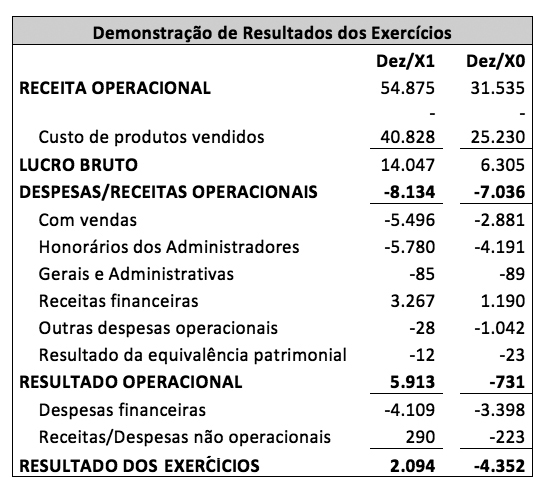 Demonstração de Resultados dos Exercícios
Dez/X1 Dez/X0
RECEITA OPERACIONAL 54.875 31.535
- -
Custo de produtos vendidos 40.828 25.230
LUCRO BRUTO 14.047 6.305
DESPESAS/RECEITAS OPERACIONAIS -8.134 -7.036
Com vendas -5.496 -2.881
Honorários dos Administradores -5.780 -4.191
Gerais e Administrativas -85 -89
Receitas financeiras 3.267 1.190
Outras despesas operacionais -28 -1.042
Resultado da equivalência patrimonial -12 -23
RESULTADO OPERACIONAL 5.913 -731
Despesas financeiras -4.109 -3.398
Receitas/Despesas não operacionais 290 -223
RESULTADO DOS EXERCÍCIOS 2.094 -4.352